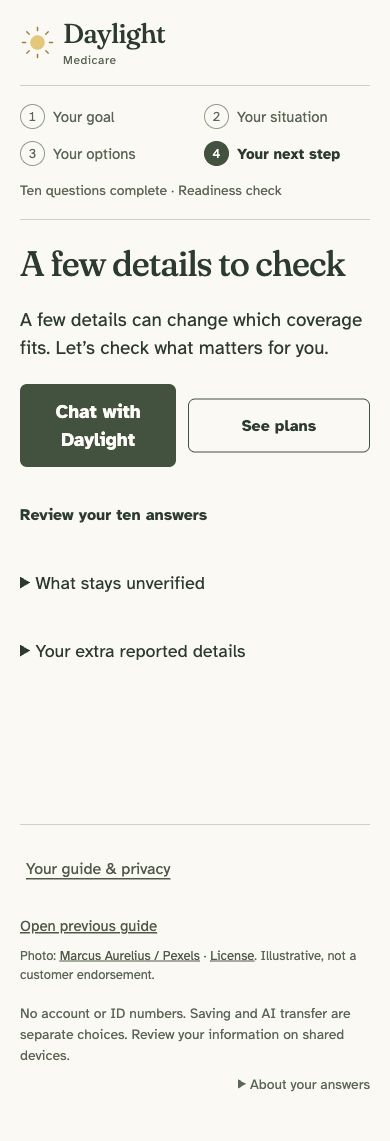 Daylight
Medicare
1 Your goal
2 Your situation
3 Your options
4 Your next step
Ten questions complete · Readiness check
A few details to check
A few details can change which coverage
fits. Let’s check what matters for you.
Chat with
Daylight
See plans
Review your ten answers
What stays unverified
Your extra reported details
Your guide & privacy
Open previous guide
Photo: Marcus Aurelius / Pexels · License. Illustrative, not a
customer endorsement.
No account or ID numbers. Saving and AI transfer are
separate choices. Review your information on shared
devices.
About your answers